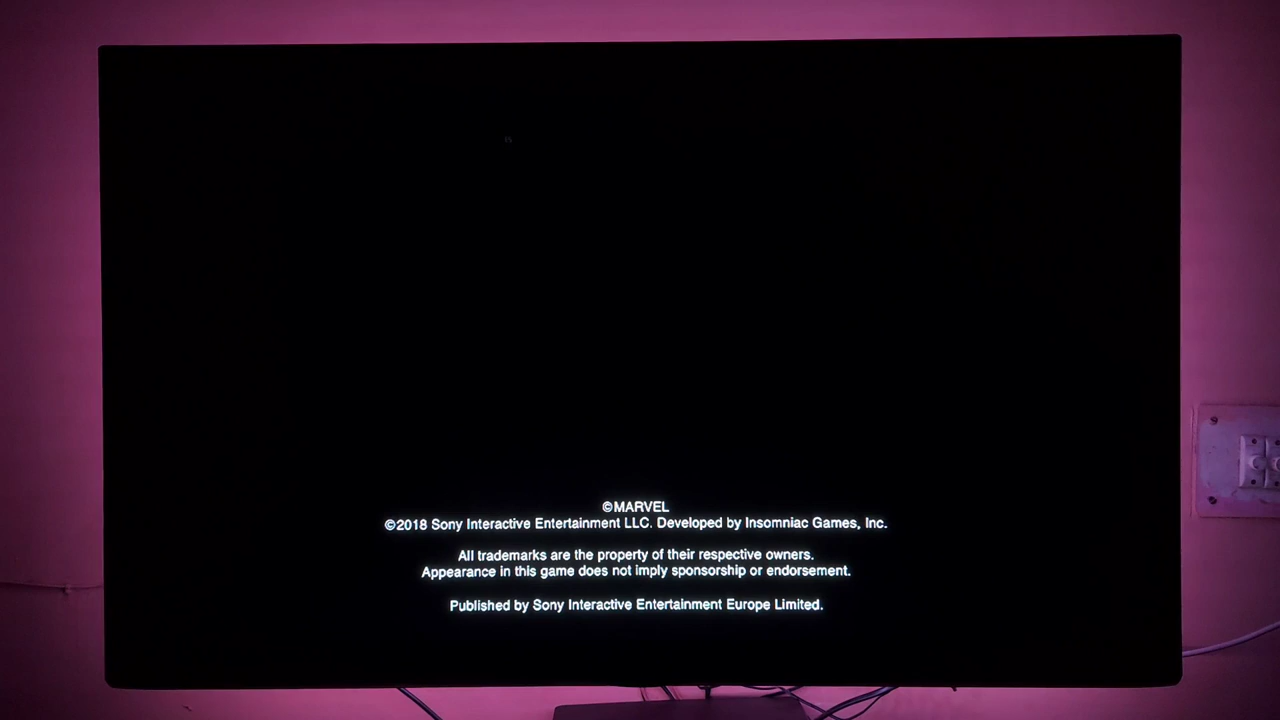 ©MARVEL
©2018 Sony Interactive Entertainment LLC. Developed by Insomniac Games, Inc.
All trademarks are the property of their respective owners.
Appearance in this game does not imply sponsorship or endorsement.
Published by Sony Interactive Entertainment Europe Limited.